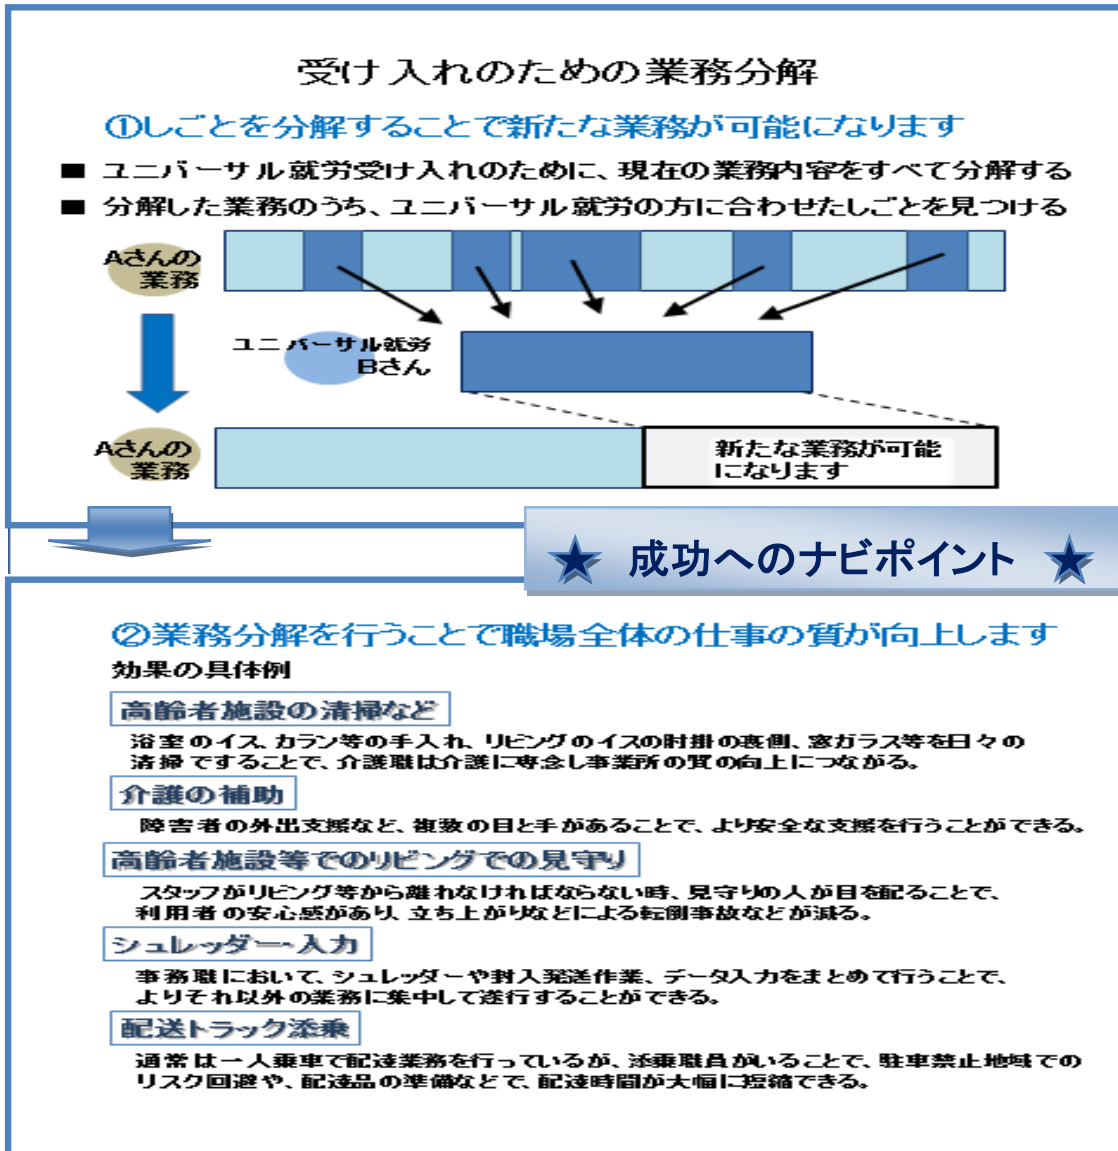 受け入れのための業務分解
①しごとを分解することで新たな業務が可能になります
■ ユニバーサル就労受け入れのために、現在の業務内容をすべて分解する
■ 分解した業務のうち、ユニバーサル就労の方に合わせたしごとを見つける
Aさんの
業務
ユニバーサル就労
Bさん
Aさんの
業務
新たな業務が可能
になります
★ 成功へのナビポイント ★
②業務分解を行うことで職場全体の仕事の質が向上します
効果の具体例
高齢者施設の清掃など
浴室のイス、カラン等の手入れ、リビングのイスの肘掛の裏側、窓ガラス等を日々の
清掃ですることで、介護職は介護に専念し事業所の質の向上につながる。
介護の補助
障害者の外出支援など、複数の目と手があることで、より安全な支援を行うことができる。
高齢者施設等でのリビングでの見守り
スタッフがリビング等から離れなければならない時、見守りの人が目を配ることで、
利用者の安心感があり、立ち上がりなどによる転倒事故などが減る。
シュレッダー・入力
事務職において、シュレッダーや封入発送作業、データ入力をまとめて行うことで、
よりそれ以外の業務に集中して遂行することができる。
配送トラック添乗
通常は一人乗車で配達業務を行っているが、添乗職員がいることで、駐車禁止地域での
リスク回避や、配達品の準備などで、配達時間が大幅に短縮できる。